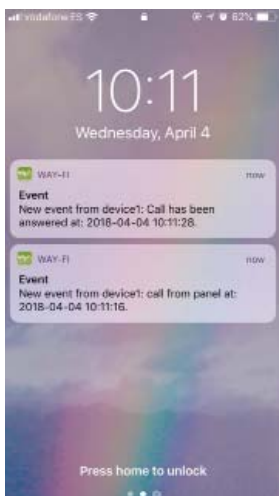 vodafone ES 62%
10:11
Wednesday, April 4
WAY-FI now
Event
New event from device1: Call has been
answered at: 2018-04-04 10:11:28.
WAY-FI now
Event
New event from device1: call from panel at:
2018-04-04 10:11:16.
Press home to unlock